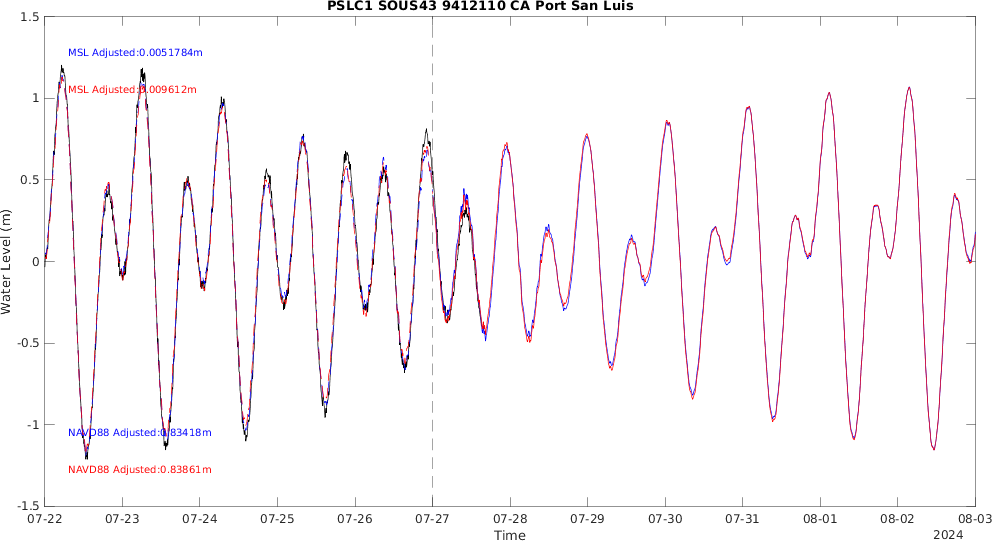 PSLC1 SOUS43 9412110 CA Port San Luis
1.5
1
0.5
0
-0.5
-1
-1.5
Water Level (m)
MSL Adjusted:0.0051784m
MSL Adjusted:0.009612m
NAVD88 Adjusted:0.83418m
NAVD88 Adjusted:0.83861m
07-22 07-23 07-24 07-25 07-26 07-27 07-28 07-29 07-30 07-31 08-01 08-02 08-03
Time
2024